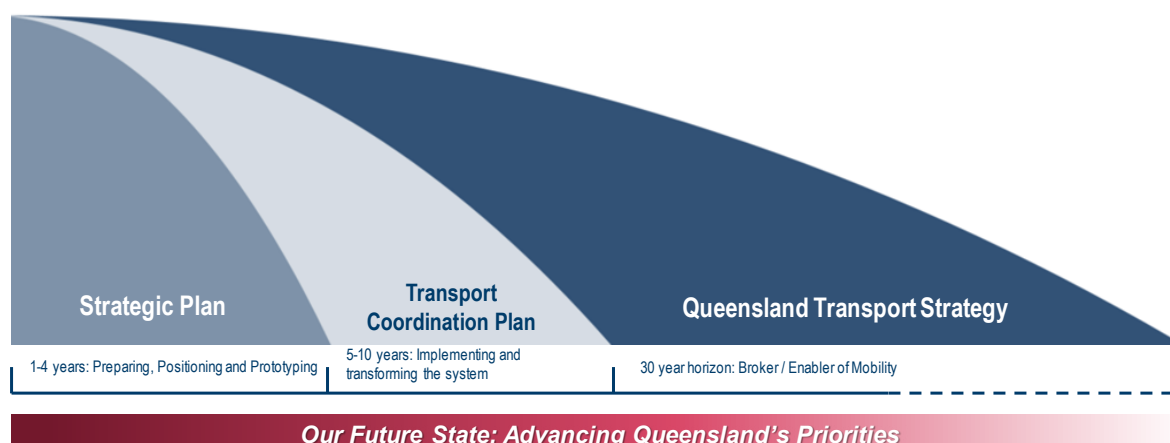 Strategic Plan
Transport
Coordination Plan
Queensland Transport Strategy
1-4 years: Preparing, Positioning and Prototyping
5-10 years: Implementing and
transforming the system
30 year horizon: Broker / Enabler of Mobility
Our Future State: Advancing Queensland's Priorities